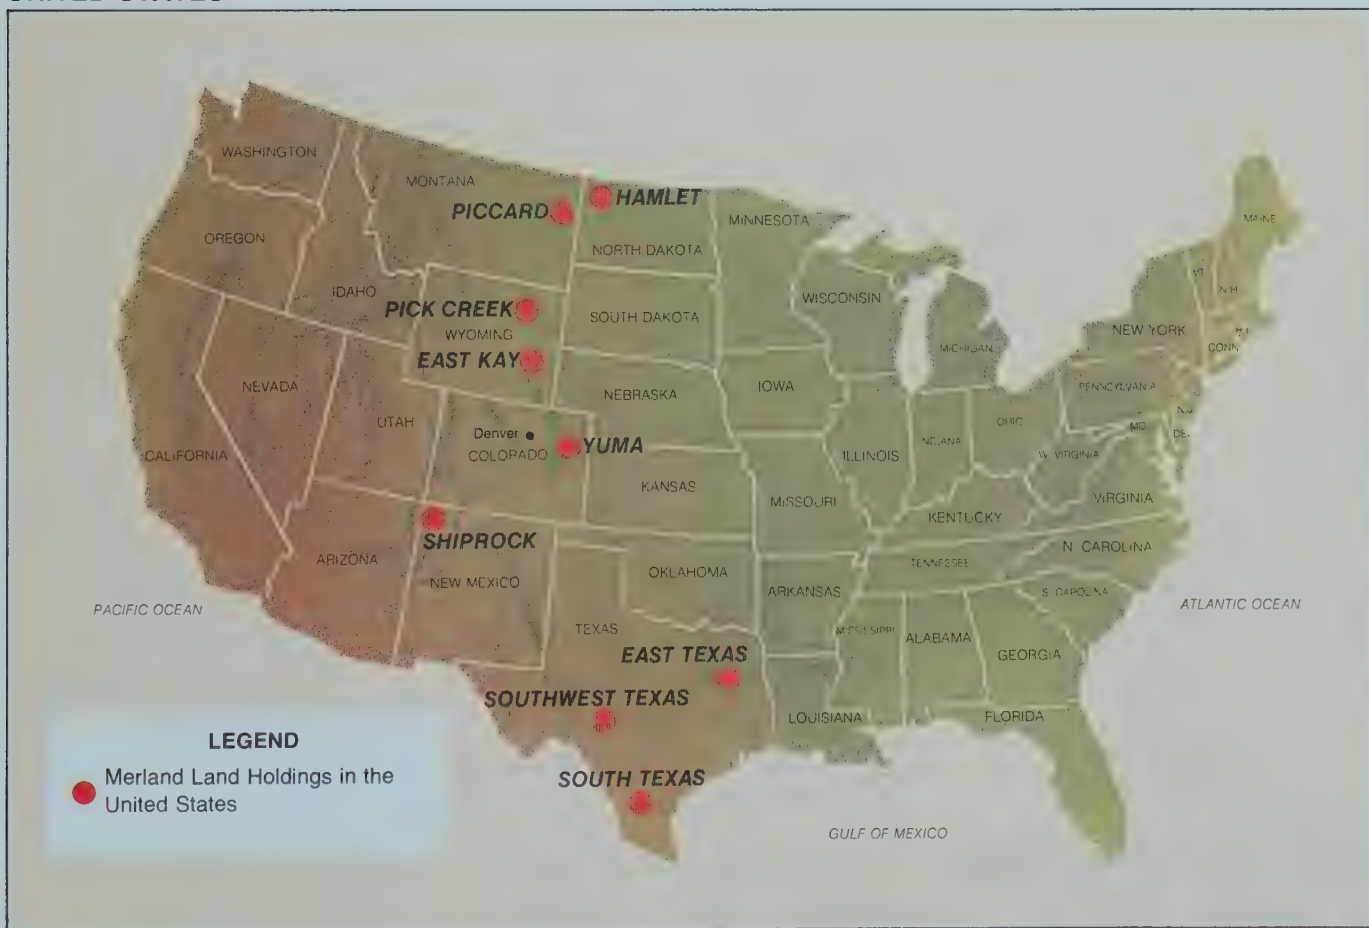 WASHINGTON
MONTANA
PICCARD
HAMLET
NORTH DAKOTA
MINNESOTA
MAINE
OREGON
IDAHO
PICK CREEK
WYOMING
EAST KAY
SOUTH DAKOTA
WISCONSIN
MICHIGAN
NEW YORK
VT
N.H.
CONN
NEVADA
UTAH
Denver
COLORADO
YUMA
NEBRASKA
IOWA
PENNSYLVANIA
OHIO
MD.
DE.
CALIFORNIA
KANSAS
MISSOURI
ILLINOIS
INDIANA
W. VIRGINIA
VIRGINIA
KENTUCKY
SHIPROCK
ARIZONA
NEW MEXICO
OKLAHOMA
ARKANSAS
TENNESSEE
N. CAROLINA
S. CAROLINA
PACIFIC OCEAN
ATLANTIC OCEAN
TEXAS
EAST TEXAS
SOUTHWEST TEXAS
SOUTH TEXAS
MISSISSIPPI
ALABAMA
GEORGIA
LOUISIANA
FLORIDA
GULF OF MEXICO
LEGEND
Merland Land Holdings in the
United States